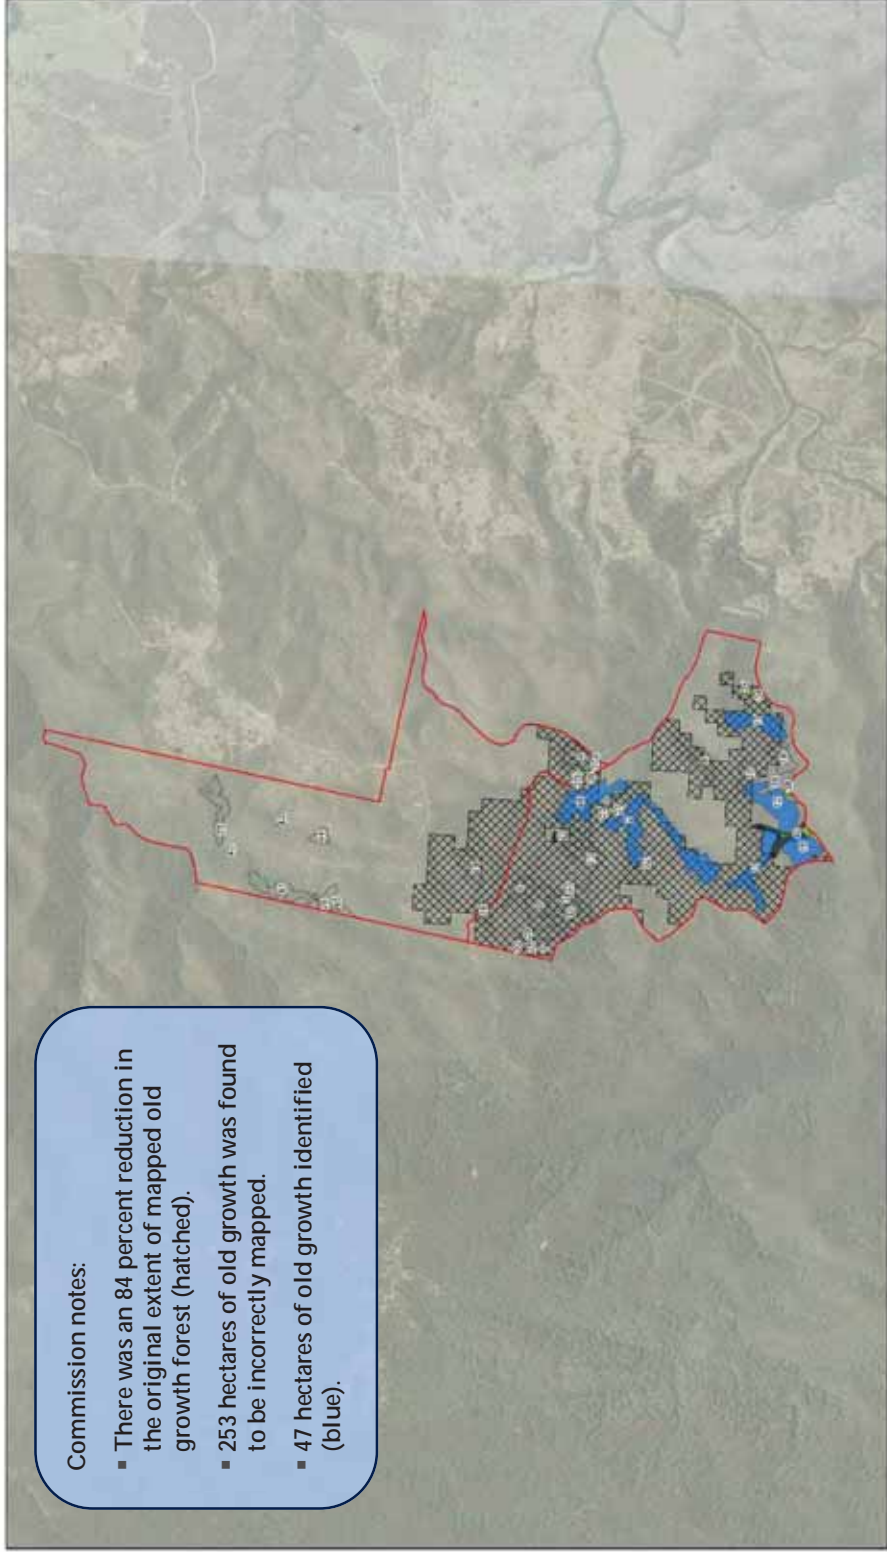 Commission notes:
▪ There was an 84 percent reduction in
the original extent of mapped old
growth forest (hatched).
▪ 253 hectares of old growth was found
to be incorrectly mapped.
▪ 47 hectares of old growth identified
(blue).